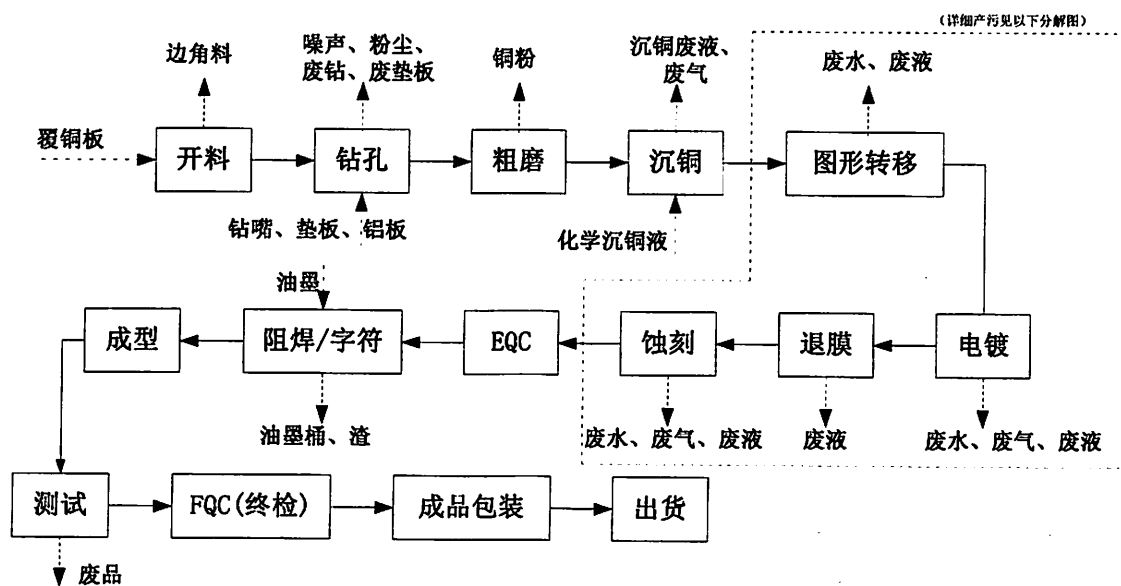 (详细产污见以下分解图)
边角料
噪声、粉尘、
废钻、废垫板
铜粉
沉铜废液、
废气
废水、废液
覆铜板
开料
钻孔
粗磨
沉铜
图形转移
钻嘴、垫板、铝板
化学沉铜液
油墨
成型
阻焊/字符
EQC
蚀刻
退膜
电镀
油墨桶、渣
废水、废气、废液
废液
废水、废气、废液
测试
FQC(终检)
成品包装
出货
废品